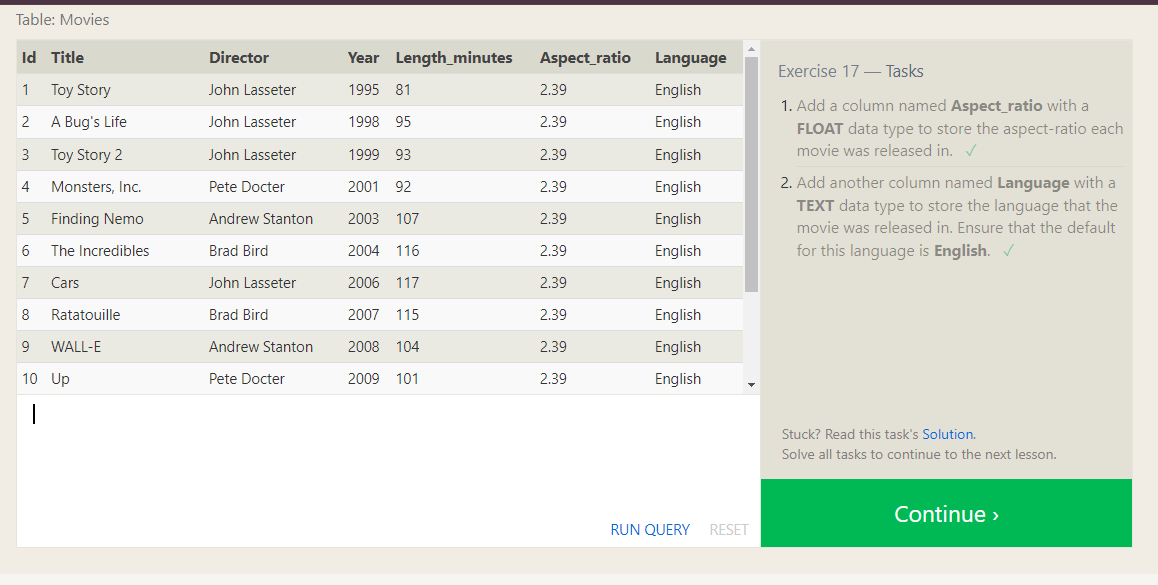 Table: Movies
Id Title Director Year Length_minutes Aspect_ratio Language
1 Toy Story John Lasseter 1995 81 2.39 English
2 A Bug's Life John Lasseter 1998 95 2.39 English
3 Toy Story 2 John Lasseter 1999 93 2.39 English
4 Monsters, Inc. Pete Docter 2001 92 2.39 English
5 Finding Nemo Andrew Stanton 2003 107 2.39 English
6 The Incredibles Brad Bird 2004 116 2.39 English
7 Cars John Lasseter 2006 117 2.39 English
8 Ratatouille Brad Bird 2007 115 2.39 English
9 WALL-E Andrew Stanton 2008 104 2.39 English
10 Up Pete Docter 2009 101 2.39 English
RUN QUERY RESET
Exercise 17 — Tasks
1. Add a column named Aspect_ratio with a
FLOAT data type to store the aspect-ratio each
movie was released in. ✓
2. Add another column named Language with a
TEXT data type to store the language that the
movie was released in. Ensure that the default
for this language is English. ✓
Stuck? Read this task's Solution.
Solve all tasks to continue to the next lesson.
Continue ›